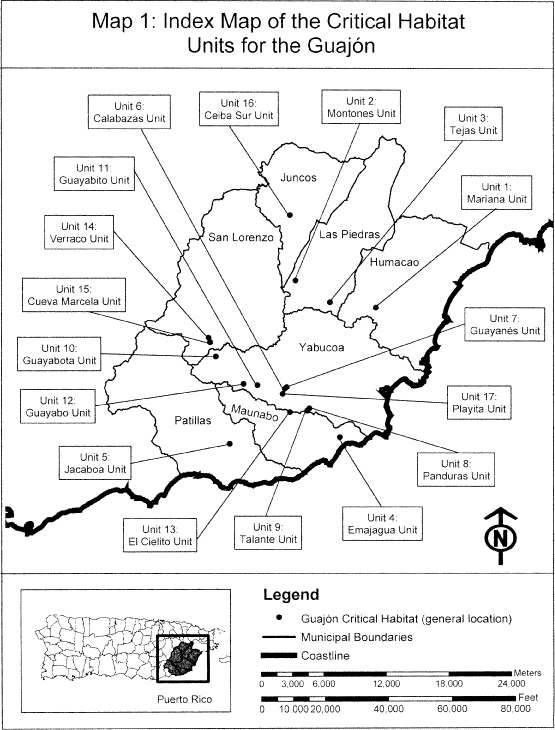 Map 1: Index Map of the Critical Habitat
Units for the Guajón
Unit 6:
Calabazas Unit
Unit 16:
Ceiba Sur Unit
Unit 2:
Montones Unit
Unit 3:
Tejas Unit
Unit 11:
Guayabito Unit
Unit 1:
Mariana Unit
Juncos
San Lorenzo
Las Piedras
Humacao
Unit 14:
Verraco Unit
Unit 15:
Cueva Marcela Unit
Unit 7:
Guayanés Unit
Unit 10:
Guayabota Unit
Yabucoa
Unit 12:
Guayabo Unit
Unit 17:
Playita Unit
Patillas
Maunabo
Unit 5:
Jacaboa Unit
Unit 8:
Panduras Unit
Unit 13:
El Cielito Unit
Unit 9:
Talante Unit
Unit 4:
Emajagua Unit
N
Puerto Rico
Legend
Guajón Critical Habitat (general location)
Municipal Boundaries
Coastline
Meters
0 3,000 6,000 12,000 18,000 24,000
Feet
0 10,000 20,000 40,000 60,000 80,000